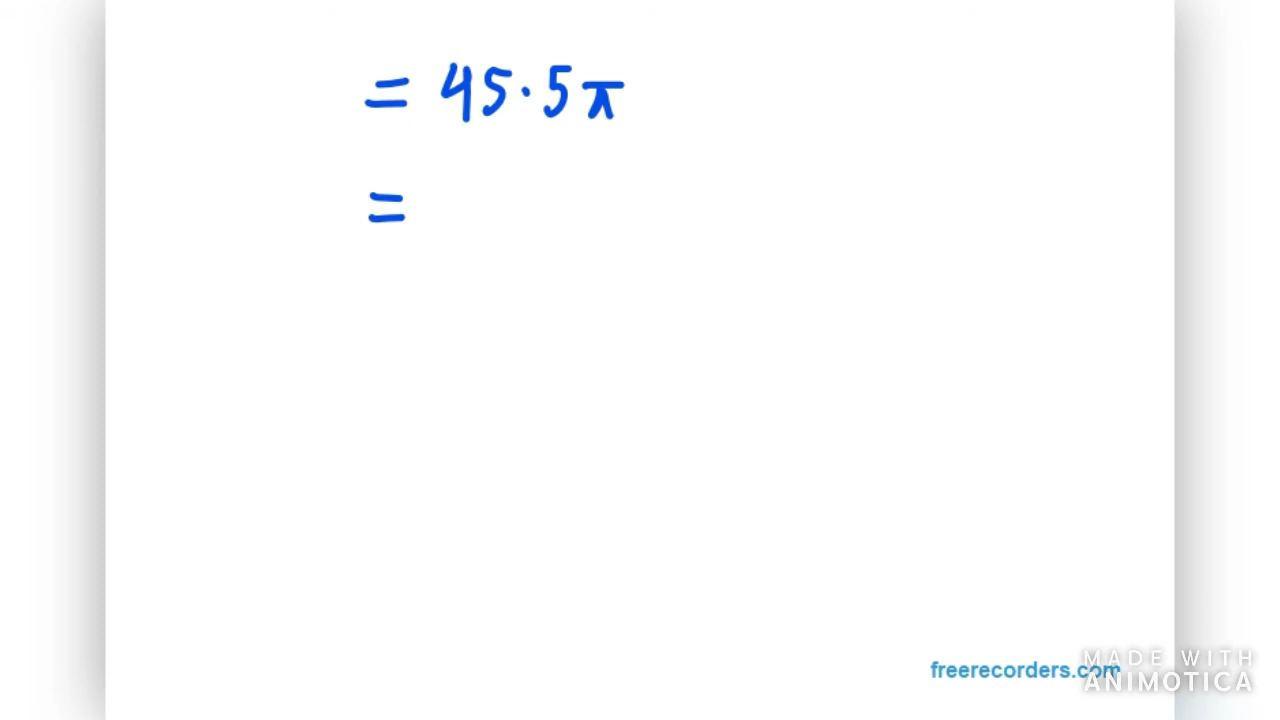 = 45·5π
=
freerecorders.com
MADE WITH
ANIMOTICA